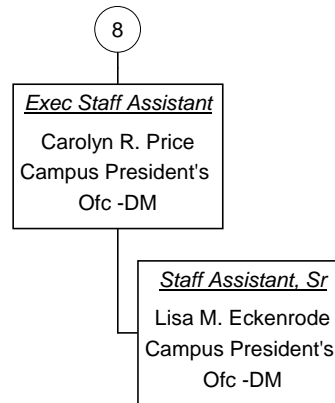 8
Exec Staff Assistant
Carolyn R. Price
Campus President's
Ofc -DM
Staff Assistant, Sr
Lisa M. Eckenrode
Campus President's
Ofc -DM